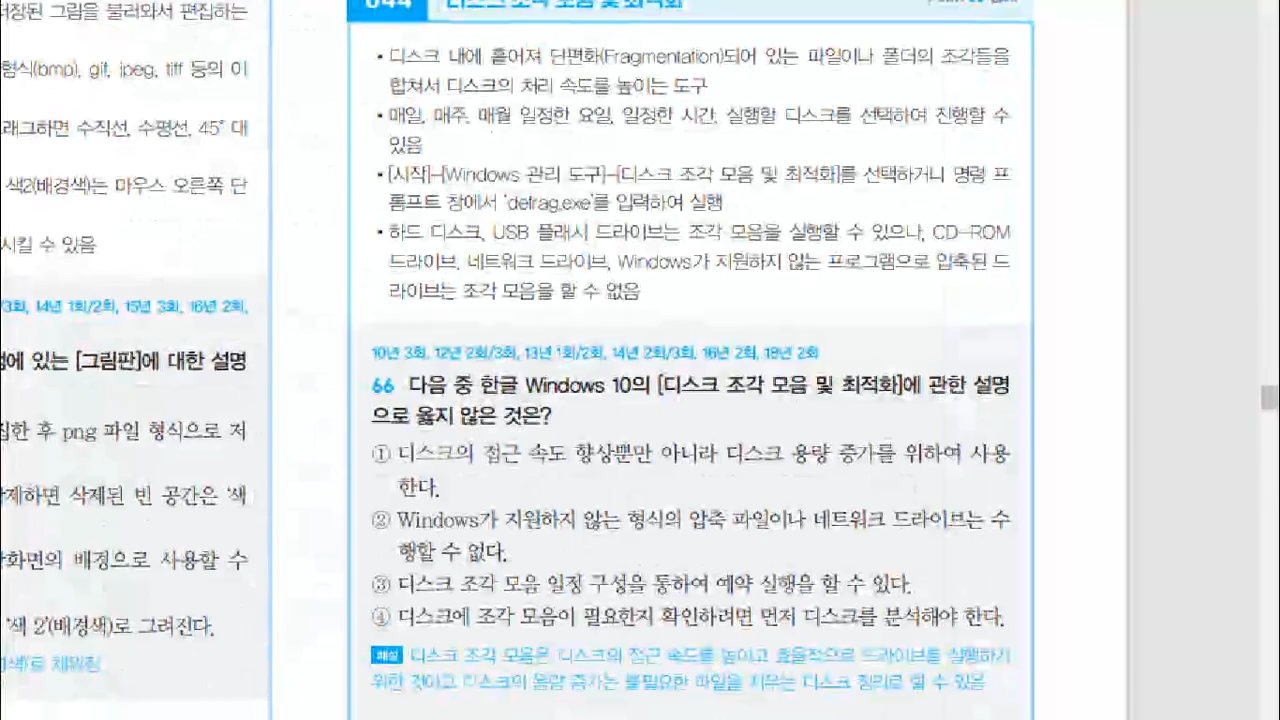 저장된 그림을 불러와서 편집하는
형식(bmp), gif, jpeg, tiff 등의 이
래그하면 수직선, 수평선, 45° 대
색2(배경색)는 마우스 오른쪽 단
시킬 수 있음
/3회, 14년 1회/2회, 15년 3회, 16년 2회,
에 있는 [그림판]에 대한 설명
집한 후 png 파일 형식으로 저
삭제하면 삭제된 빈 공간은 '색
화면의 배경으로 사용할 수
'색 2'(배경색)로 그려진다.
044 디스크 조각 모음 및 최적화
• 디스크 내에 흩어져 단편화(Fragmentation)되어 있는 파일이나 폴더의 조각들을
합쳐서 디스크의 처리 속도를 높이는 도구
• 매일, 매주, 매월 일정한 요일, 일정한 시간, 실행할 디스크를 선택하여 진행할 수
있음
• [시작]-[Windows 관리 도구]-[디스크 조각 모음 및 최적화]를 선택하거나 명령 프
롬프트 창에서 'defrag.exe'를 입력하여 실행
• 하드 디스크, USB 플래시 드라이브는 조각 모음을 실행할 수 있으나, CD-ROM
드라이브, 네트워크 드라이브, Windows가 지원하지 않는 프로그램으로 압축된 드
라이브는 조각 모음을 할 수 없음
10년 3회, 12년 2회/3회, 13년 1회/2회, 14년 2회/3회, 16년 2회, 18년 2회
66 다음 중 한글 Windows 10의 [디스크 조각 모음 및 최적화]에 관한 설명
으로 옳지 않은 것은?
① 디스크의 접근 속도 향상뿐만 아니라 디스크 용량 증가를 위하여 사용
한다.
② Windows가 지원하지 않는 형식의 압축 파일이나 네트워크 드라이브는 수
행할 수 없다.
③ 디스크 조각 모음 일정 구성을 통하여 예약 실행을 할 수 있다.
④ 디스크에 조각 모음이 필요한지 확인하려면 먼저 디스크를 분석해야 한다.
해설 디스크 조각 모음은 디스크의 접근 속도를 높이고 효율적으로 드라이브를 실행하기
위한 것이고 디스크의 용량 증가는 불필요한 파일을 지우는 디스크 정리로 할 수 있음